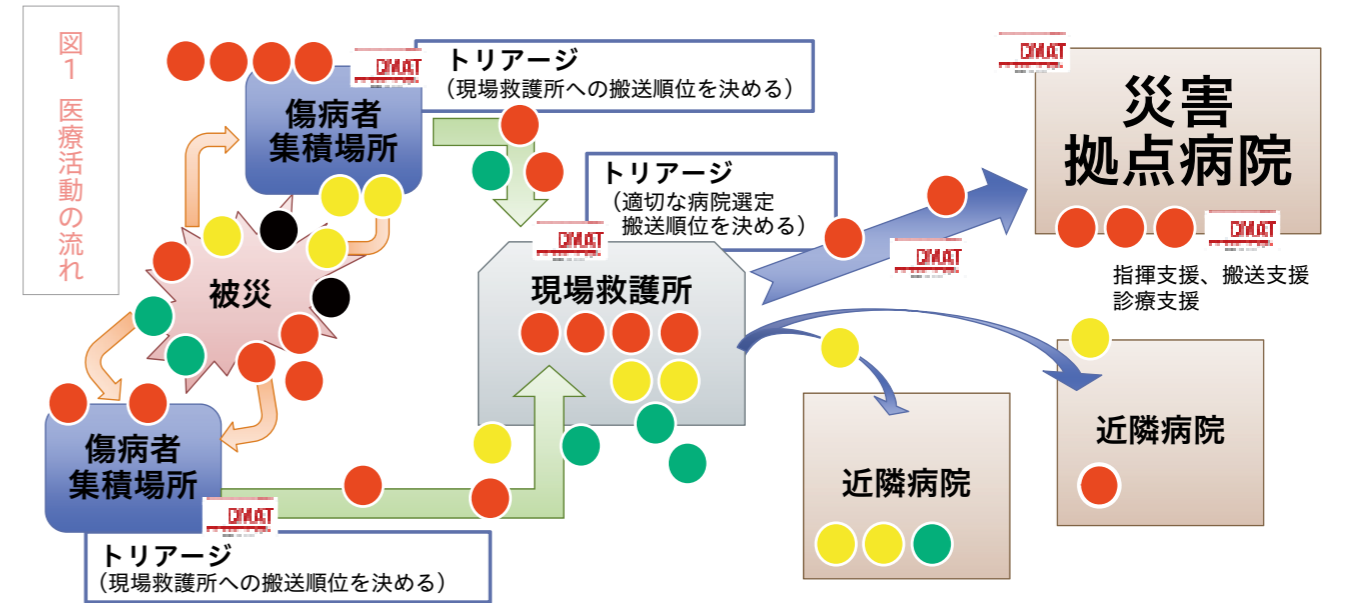 図1 医療活動の流れ
DMAT
トリアージ
（現場救護所への搬送順位を決める）
傷病者
集積場所
被災
傷病者
集積場所
DMAT
トリアージ
（現場救護所への搬送順位を決める）
トリアージ
（適切な病院選定
搬送順位を決める）
DMAT
現場救護所
DMAT
DMAT
災害
拠点病院
DMAT
指揮支援、搬送支援
診療支援
近隣病院
近隣病院